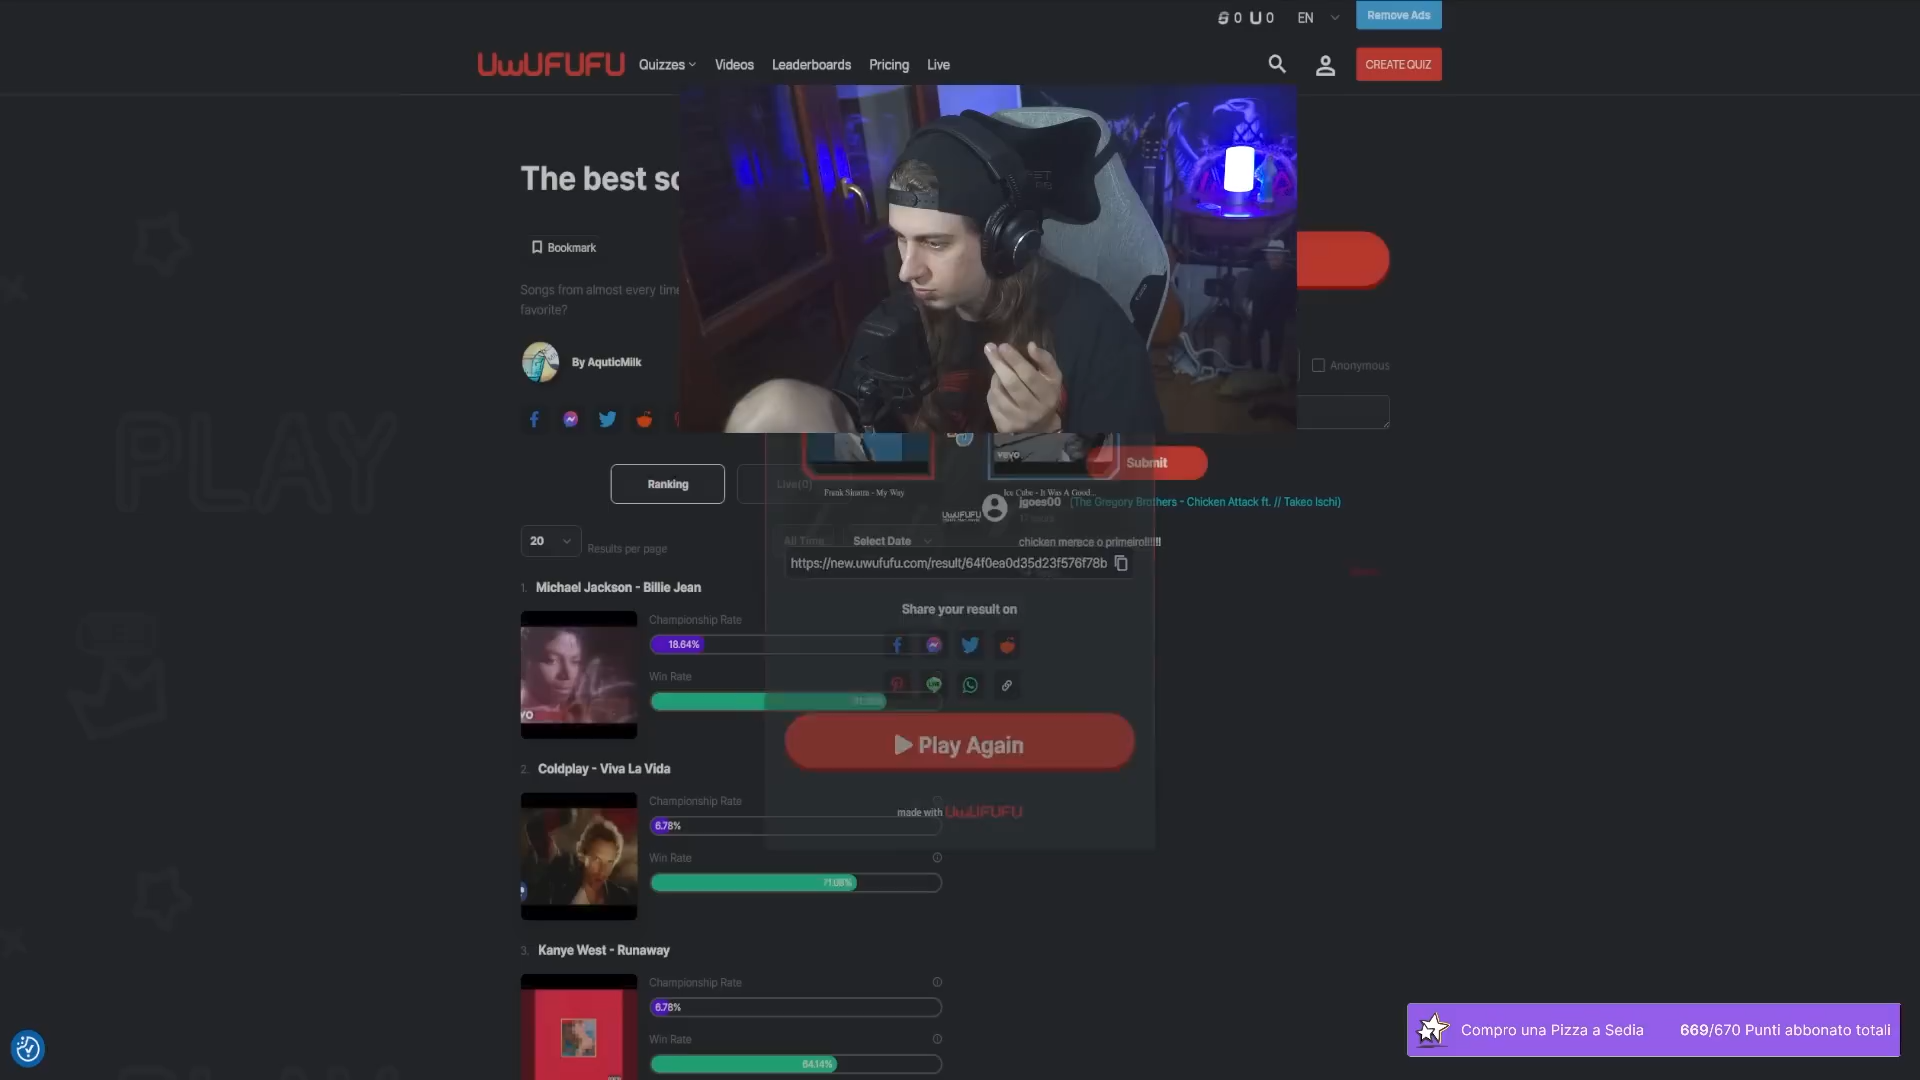 0 0 EN Remove Ads
UwUFUFU Quizzes Videos Leaderboards Pricing Live CREATE QUIZ
The best so
Bookmark
Songs from almost every time
favorite?
By AquticMilk
Anonymous
PLAY
Ranking
Live(0)
vevo
Submit
Frank Sinatra - My Way
Ice Cube - It Was A Good...
jgoes00 (The Gregory Brothers - Chicken Attack ft. // Takeo Ischi)
UwUFUFU
20
Results per page
All Time
Select Date
chicken merece o primeiro!!!!!!
https://new.uwufufu.com/result/64f0ea0d35d23f576f78b
1. Michael Jackson - Billie Jean
Share your result on
Championship Rate
18.64%
Win Rate
Play Again
2. Coldplay - Viva La Vida
Championship Rate
made with UwUFUFU
6.78%
Win Rate
71.08%
3. Kanye West - Runaway
Championship Rate
6.78%
Win Rate
64.14%
Compro una Pizza a Sedia 669/670 Punti abbonato totali